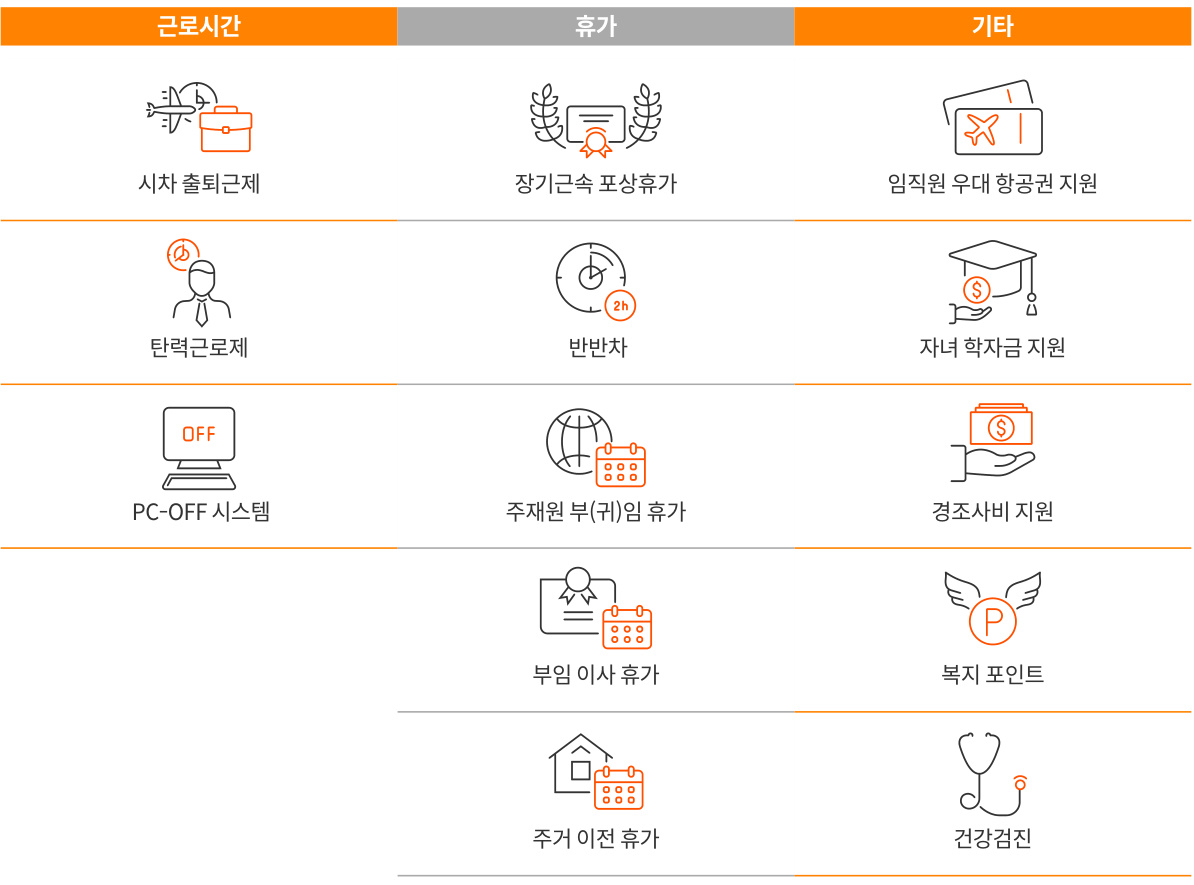 근로시간 휴가 기타
시차 출퇴근제 장기근속 포상휴가 임직원 우대 항공권 지원
2h
탄력근로제 반반차 자녀 학자금 지원
OFF
PC-OFF 시스템 주재원 부(귀)임 휴가 경조사비 지원
P
부임 이사 휴가 복지 포인트
주거 이전 휴가 건강검진